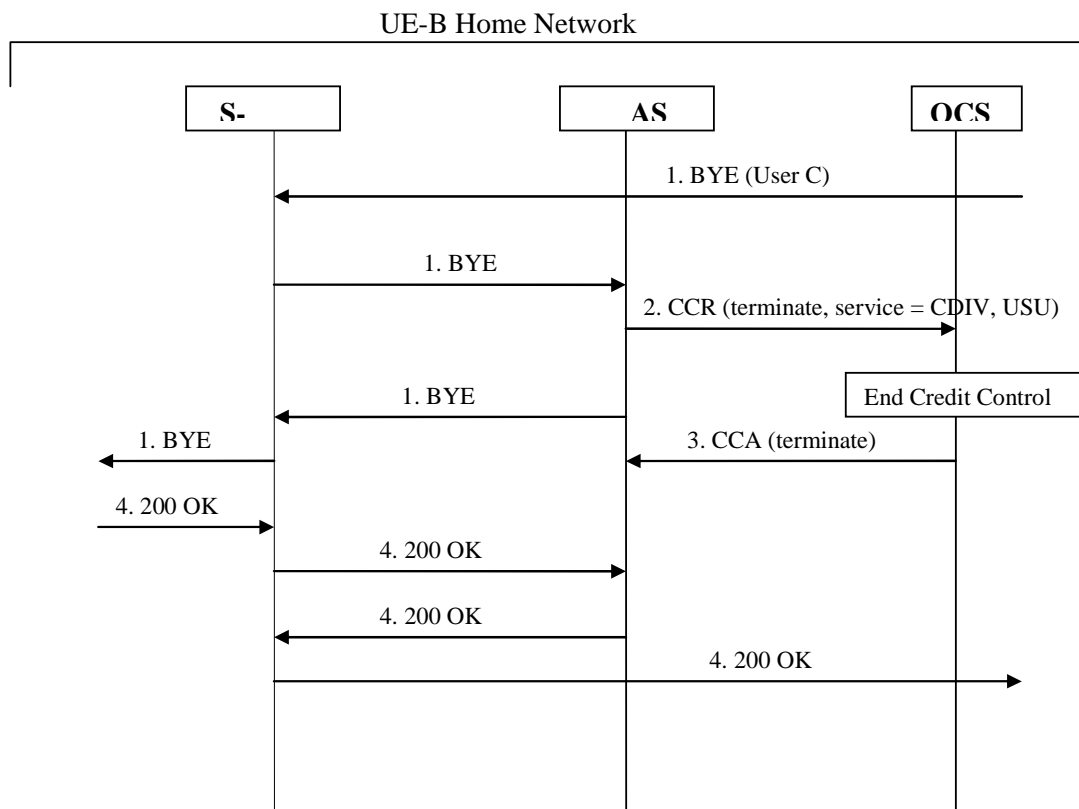 UE-B Home Network
S-
AS
OCS
1. BYE (User C)
1. BYE
2. CCR (terminate, service = CDIV, USU)
1. BYE
End Credit Control
1. BYE
3. CCA (terminate)
4. 200 OK
4. 200 OK
4. 200 OK
4. 200 OK